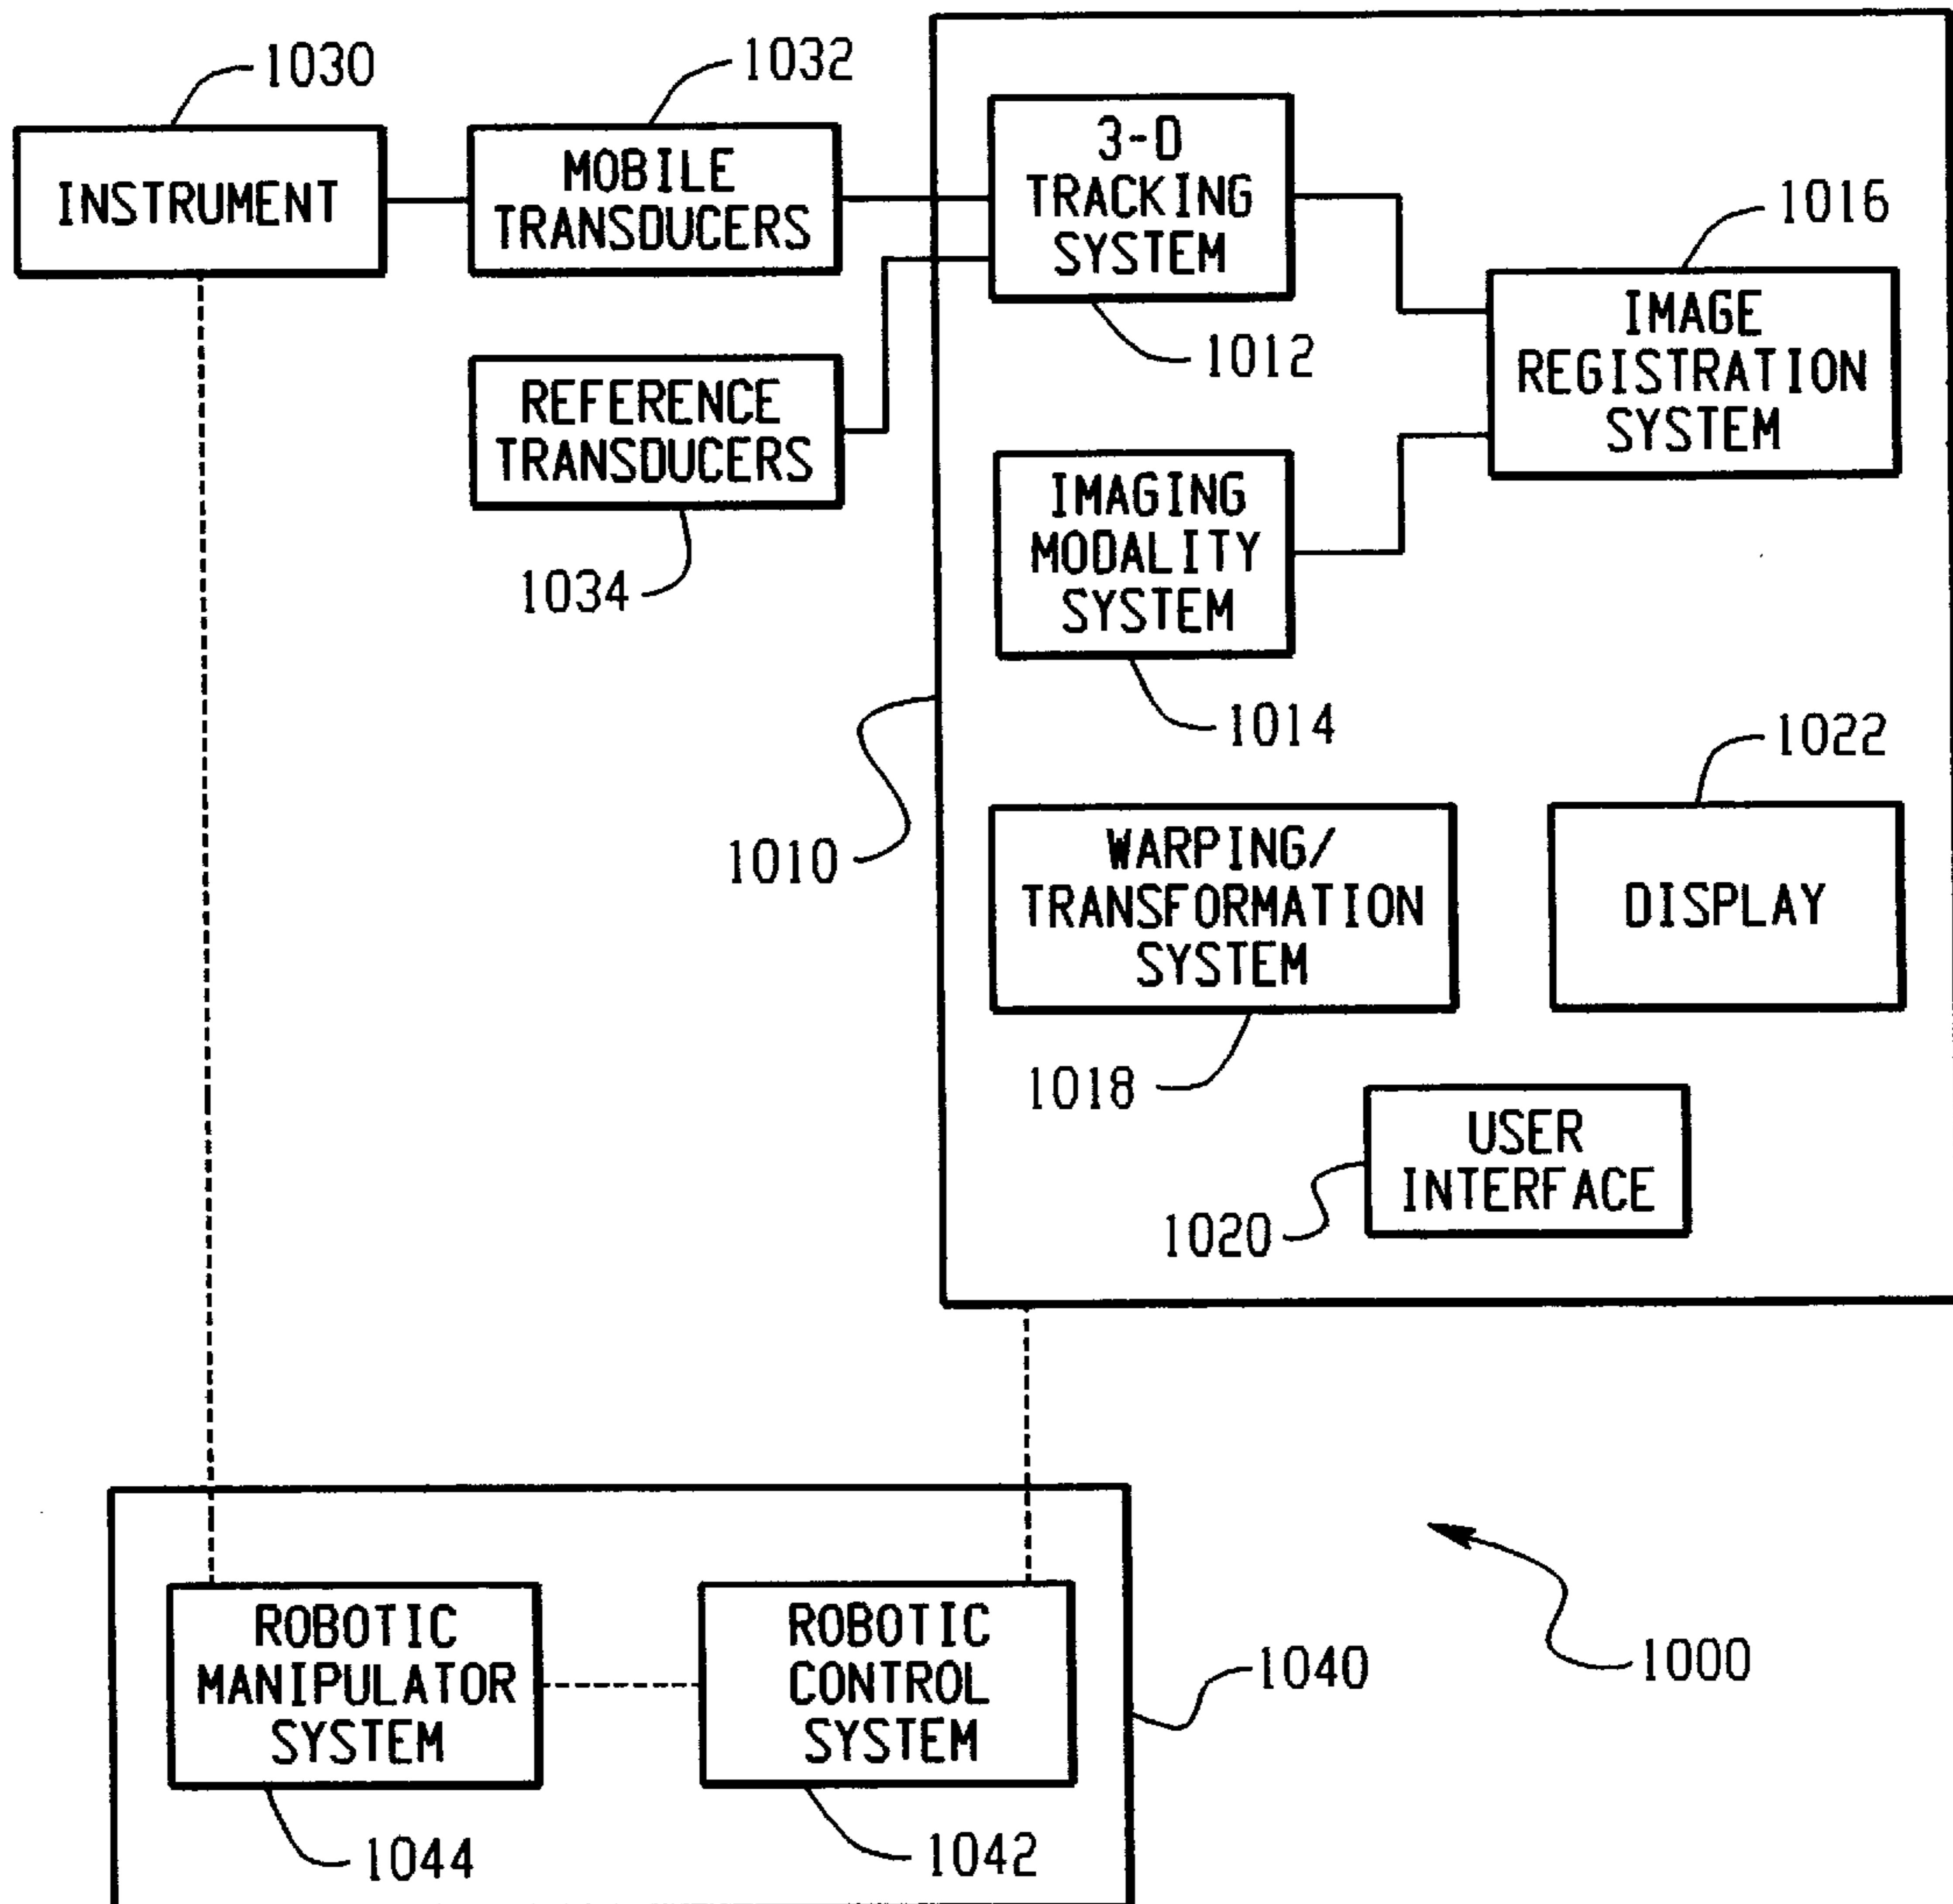 1030
INSTRUMENT
1032
MOBILE
TRANSDUCERS
REFERENCE
TRANSDUCERS
1034
3-D
TRACKING
SYSTEM
1012
1016
IMAGE
REGISTRATION
SYSTEM
IMAGING
MODALITY
SYSTEM
1014
1010
WARPING/
TRANSFORMATION
SYSTEM
1018
1022
DISPLAY
USER
INTERFACE
1020
ROBOTIC
MANIPULATOR
SYSTEM
1044
ROBOTIC
CONTROL
SYSTEM
1042
1040
1000